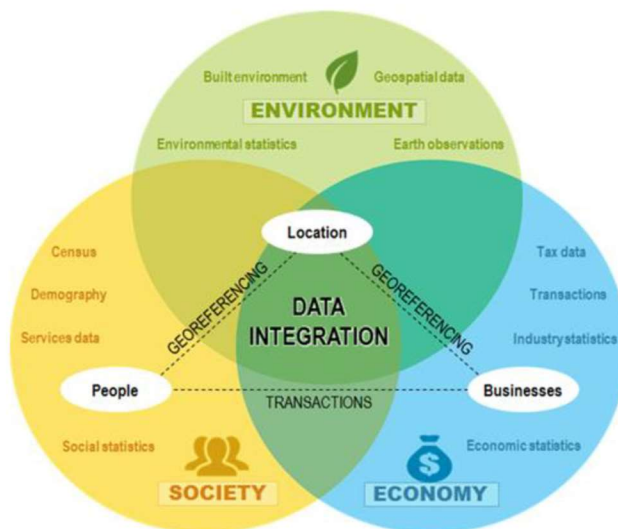 Built environment
Geospatial data
ENVIRONMENT
Environmental statistics
Earth observations
Location
Census
Tax data
GEOREFERENCING
GEOREFERENCING
Demography
Transactions
DATA
INTEGRATION
Services data
Industry statistics
People
Businesses
TRANSACTIONS
Social statistics
Economic statistics
$
SOCIETY
ECONOMY